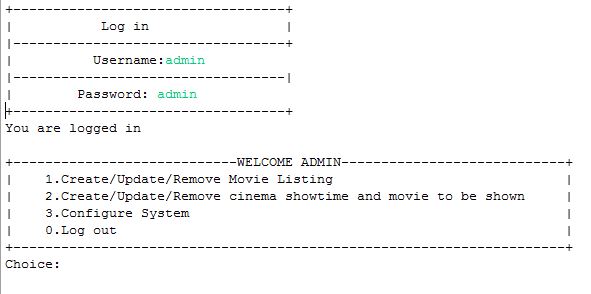 +-----------------------------------+
|           Log in                  |
|-----------------------------------+
|          Username:admin
|-----------------------------------|
|        Password: admin
+-----------------------------------+
You are logged in

+----------------------------WELCOME ADMIN----------------------------+
|    1.Create/Update/Remove Movie Listing                              |
|    2.Create/Update/Remove cinema showtime and movie to be shown      |
|    3.Configure System                                                |
|    0.Log out                                                         |
+----------------------------------------------------------------------+
Choice: